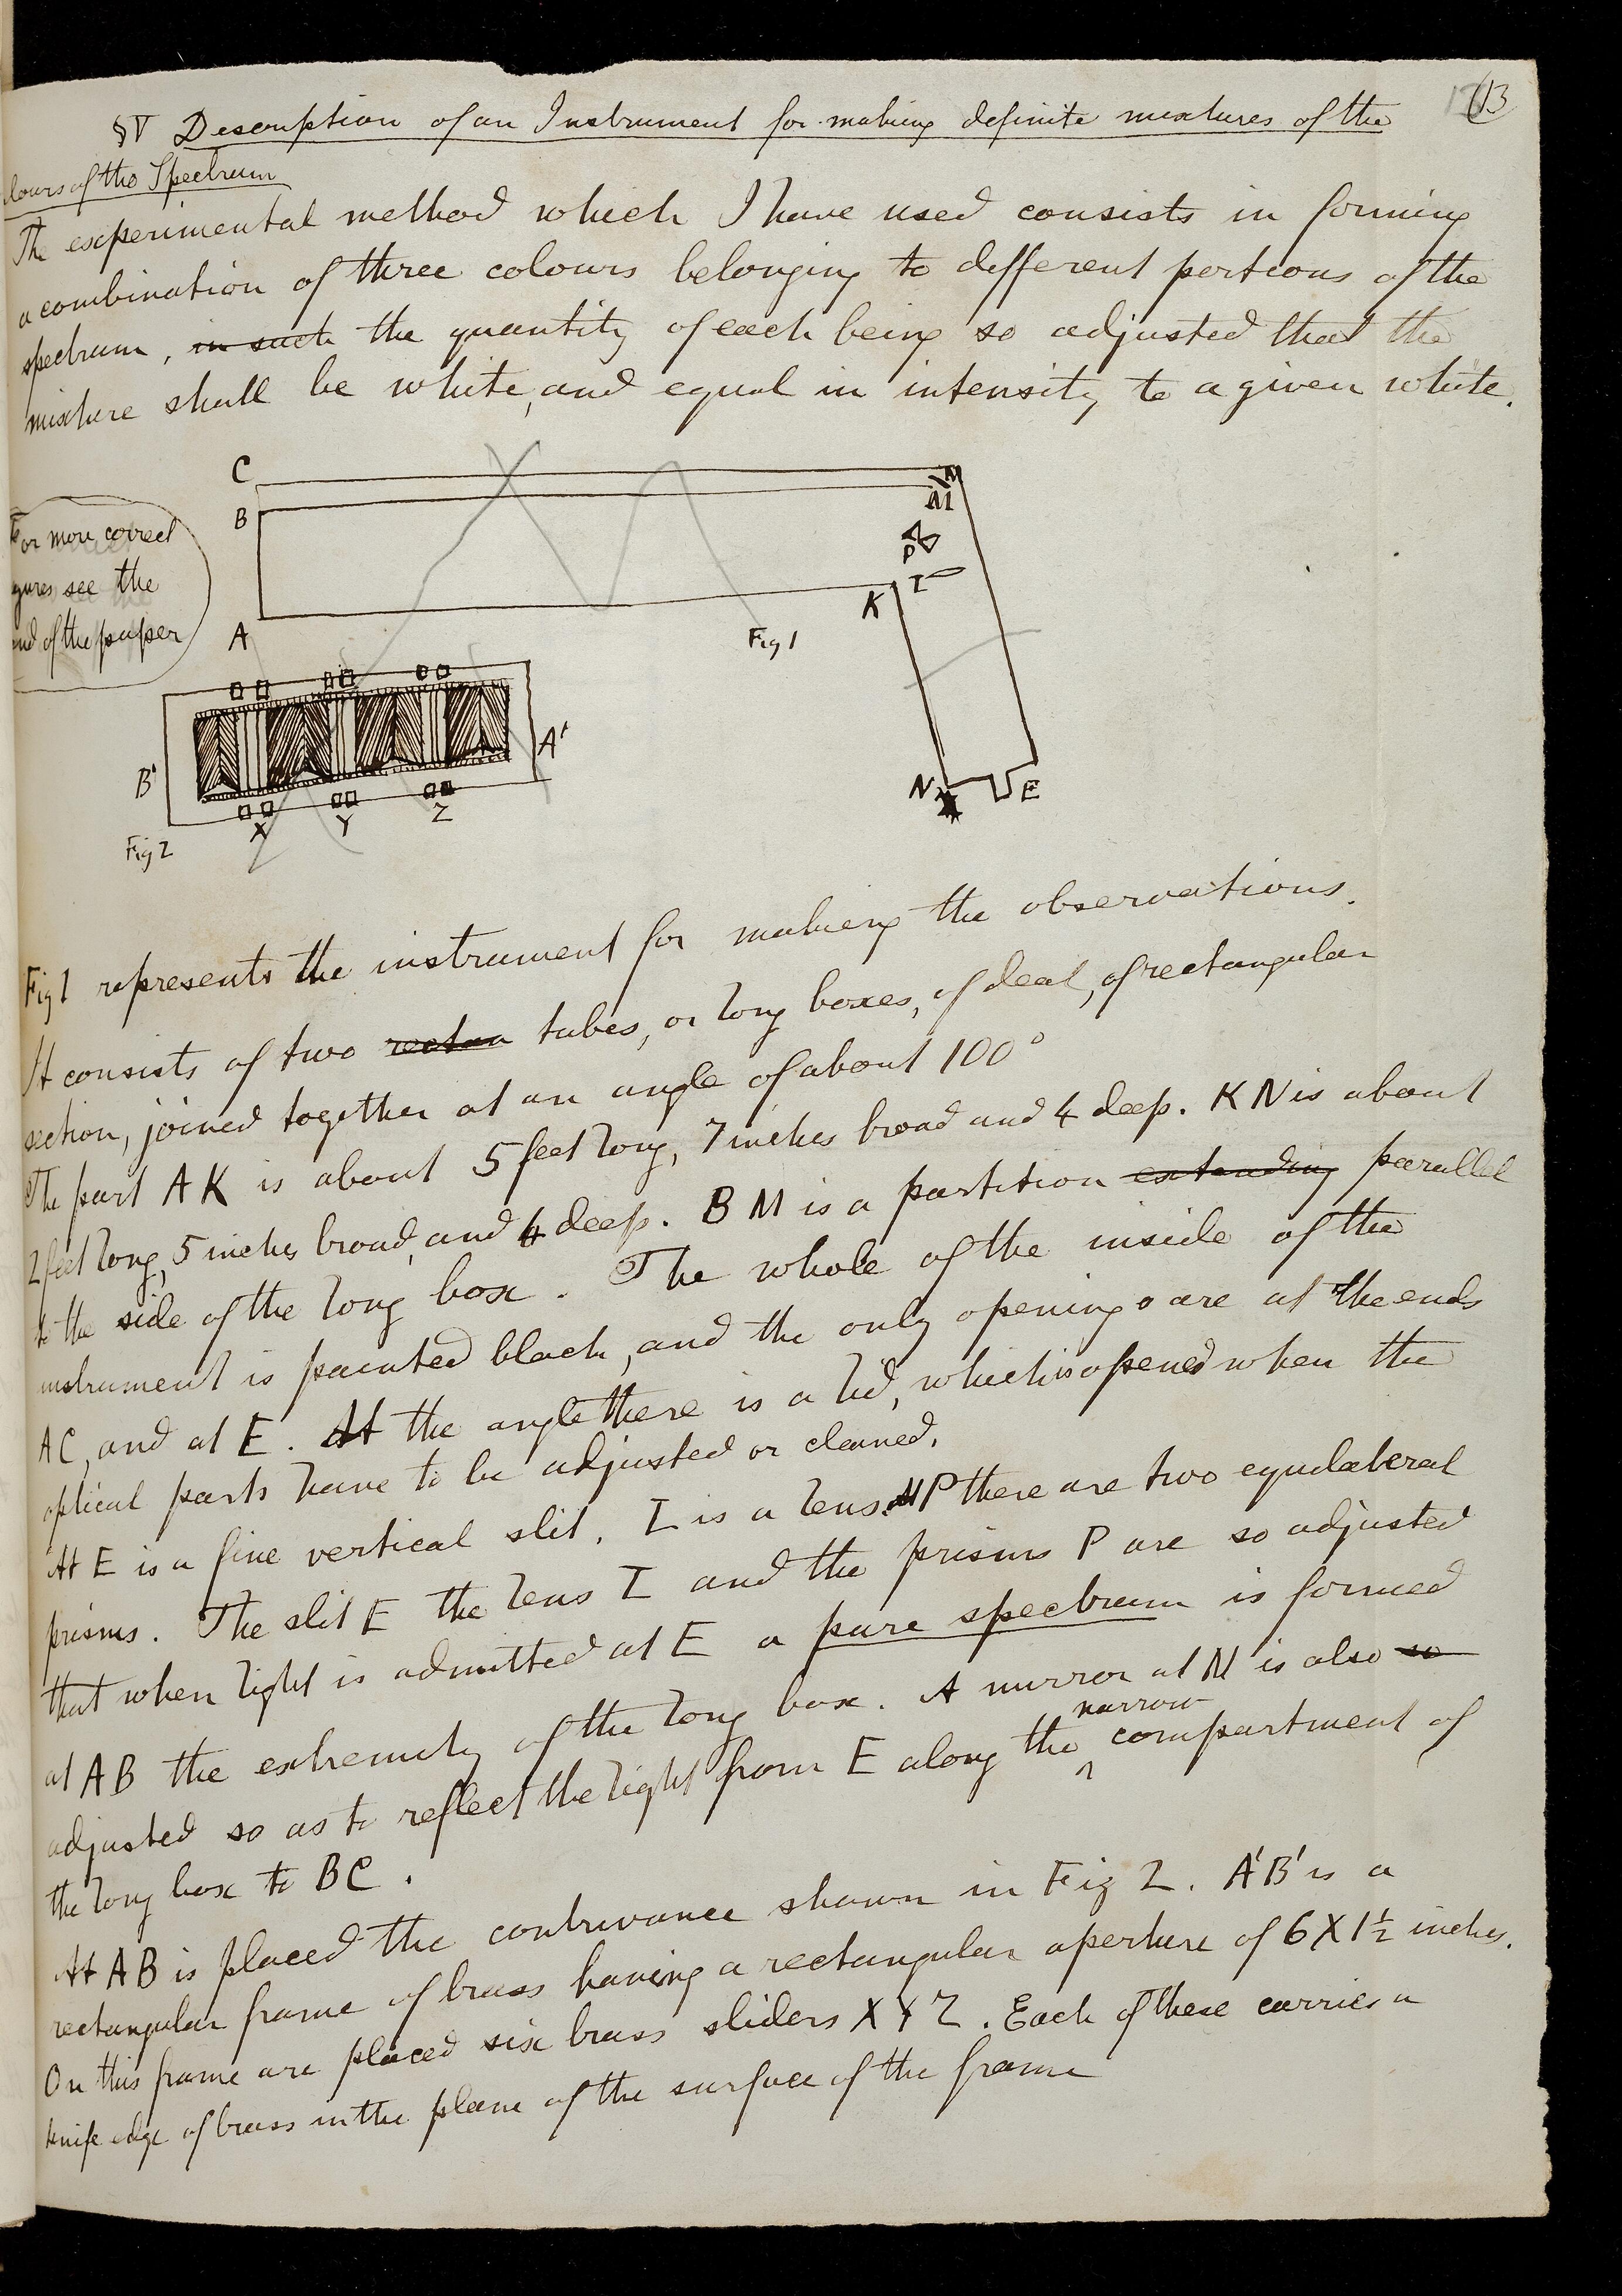 13
§V Description of an Instrument for making definite mixtures of the
lours of the Spectrum
The experimental method which I have used consists in forming
a combination of three colours belonging to different portions of the
spectrum, in such the quantity of each being so adjusted that the
mixture shall be white, and equal in intensity to a given white.
C
M
B
M
For more correct
gures see the
nd of the paper
P
L
K
A
Fig 1
A'
B'
N
E
X
Y
Z
Fig 2
Fig 1 represents the instrument for making the observations.
It consists of two rectan tubes, or long boxes, of deal, of rectangular
section, joined together at an angle of about 100°
The part AK is about 5 feet long, 7 inches broad and 4 deep. KN is about
2 feet long, 5 inches broad, and 4 deep. BM is a partition extending parallel
to the side of the long box. The whole of the inside of the
instrument is painted black, and the only openings are at the ends
AC, and at E. At the angle there is a lid, which is opened when the
optical parts have to be adjusted or cleaned.
At E is a fine vertical slit. L is a lens. At P there are two equilateral
prisms. The slit E the lens L and the prisms P are so adjusted
that when light is admitted at E a pure spectrum is formed
at AB the extremity of the long box. A mirror at M is also so
narrow
adjusted so as to reflect the light from E along the ^ compartment of
the long box to BC.
At AB is placed the contrivance shown in Fig 2. A'B' is a
rectangular frame of brass having a rectangular aperture of 6 X 1½ inches.
On this frame are placed six brass sliders X Y Z. Each of these carries a
knife edge of brass in the plane of the surface of the frame